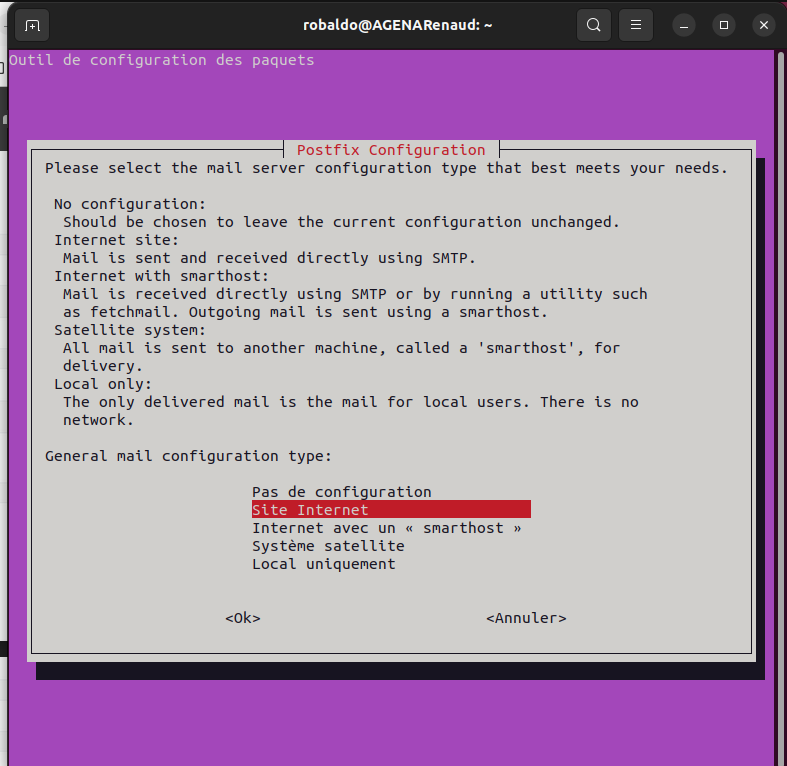 robaldo@AGENARenaud: ~
Outil de configuration des paquets
Postfix Configuration
Please select the mail server configuration type that best meets your needs.
No configuration:
Should be chosen to leave the current configuration unchanged.
Internet site:
Mail is sent and received directly using SMTP.
Internet with smarthost:
Mail is received directly using SMTP or by running a utility such
as fetchmail. Outgoing mail is sent using a smarthost.
Satellite system:
All mail is sent to another machine, called a 'smarthost', for
delivery.
Local only:
The only delivered mail is the mail for local users. There is no
network.
General mail configuration type:
Pas de configuration
Site Internet
Internet avec un « smarthost »
Système satellite
Local uniquement
<Ok> <Annuler>